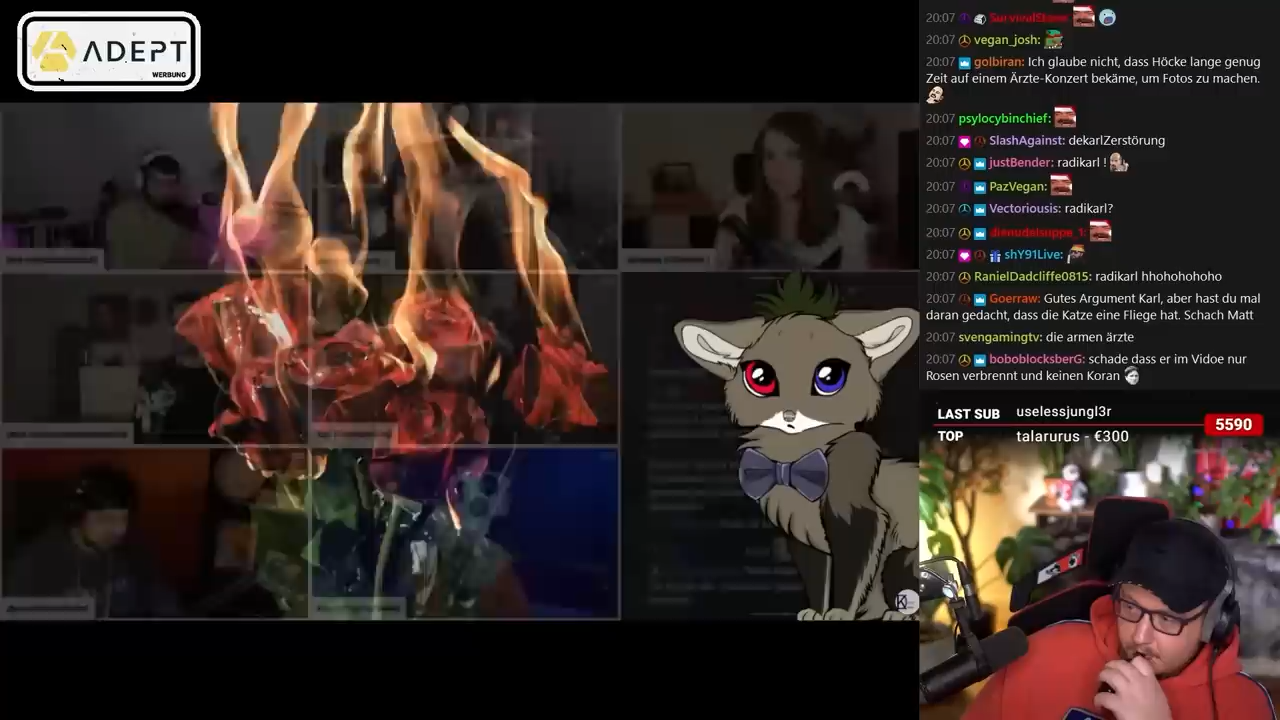 ADEPT
WERBUNG
20:07 SurvivalStone
20:07 vegan_josh:
20:07 golbiran: Ich glaube nicht, dass Höcke lange genug
Zeit auf einem Ärzte-Konzert bekäme, um Fotos zu machen.
20:07 psylocybinchief:
20:07 SlashAgainst: dekarlZerstörung
20:07 justBender: radikarl !
20:07 PazVegan:
20:07 Vectoriousis: radikarl?
20:07 dienudelsuppe_1:
20:07 shY91Live:
20:07 RanielDadcliffe0815: radikarl hhohohohoho
20:07 Goerraw: Gutes Argument Karl, aber hast du mal
daran gedacht, dass die Katze eine Fliege hat. Schach Matt
svengamingtv: die armen ärzte
20:07 boboblocksberG: schade dass er im Vidoe nur
Rosen verbrennt und keinen Koran
LAST SUB uselessjungl3r
5590
TOP talarurus - €300